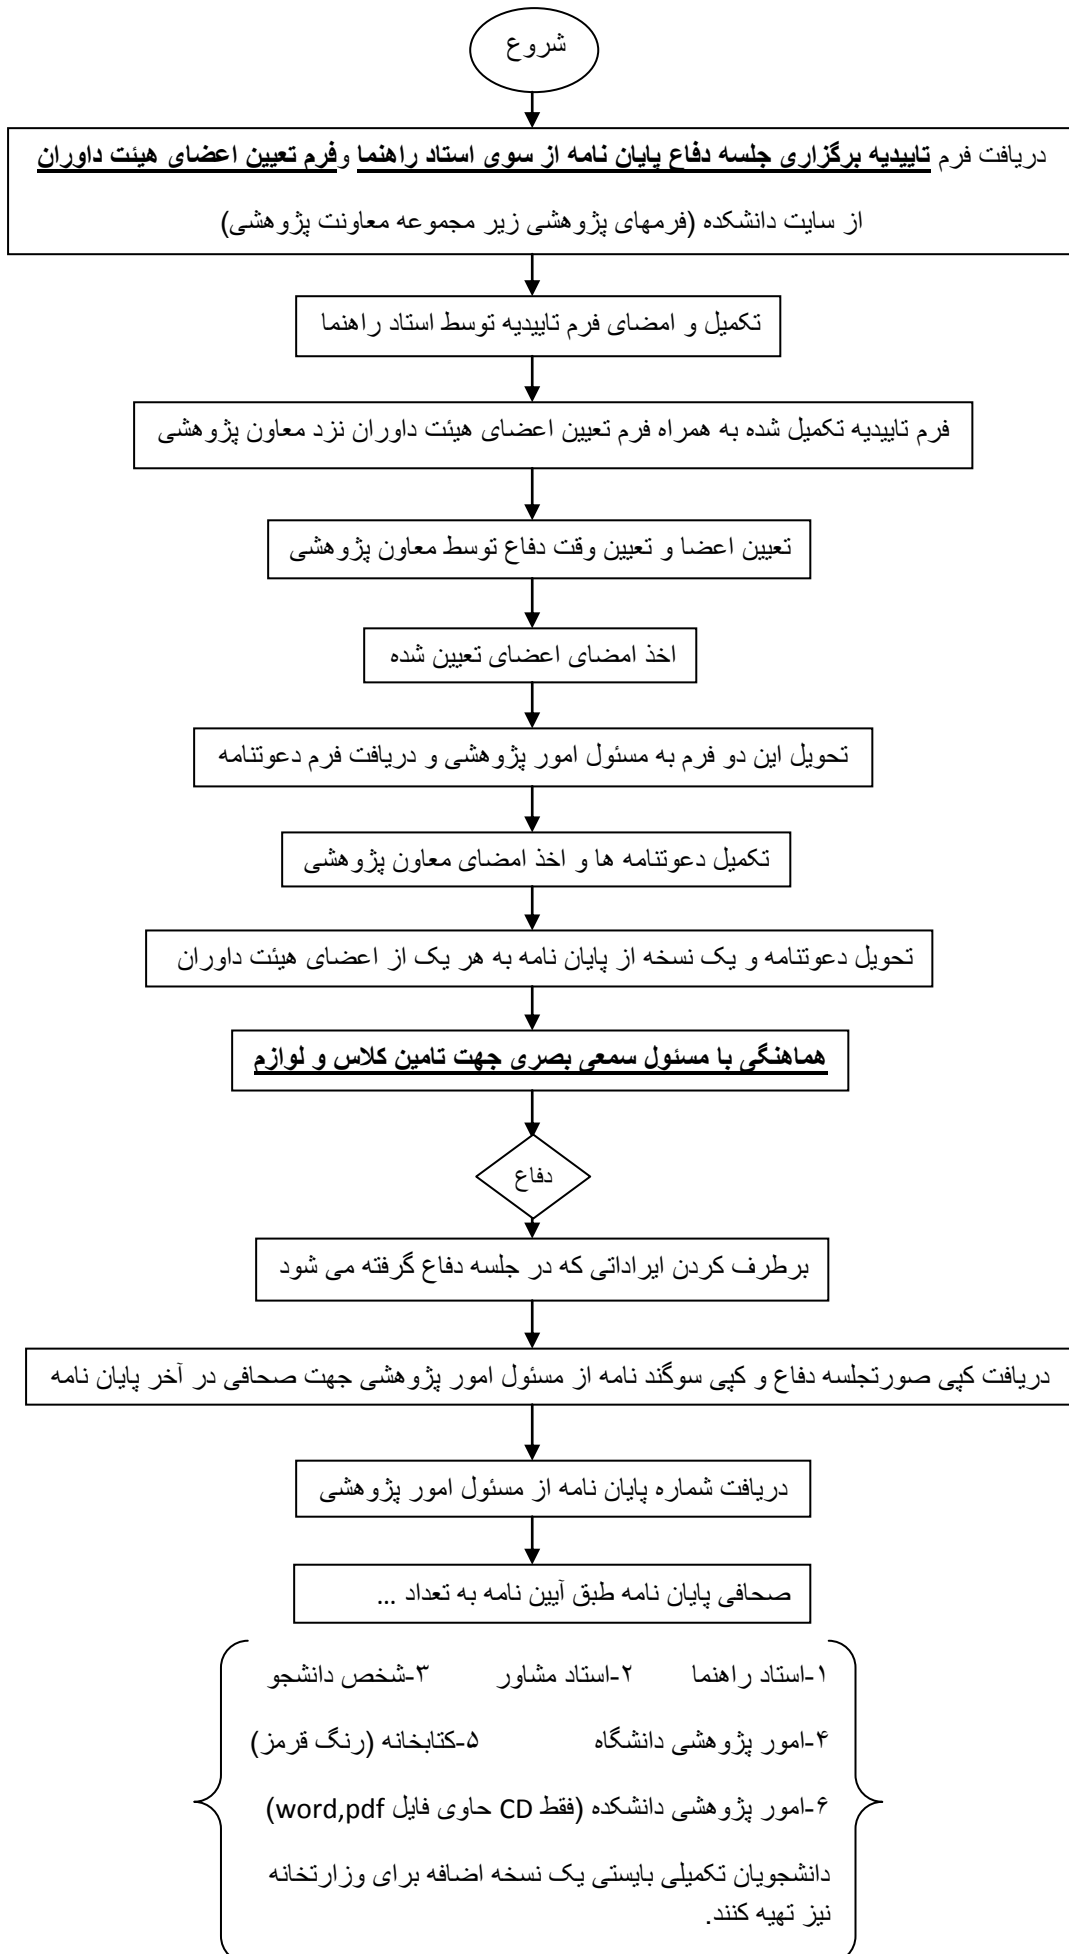 شروع
دریافت فرم تاییدیه برگزاری جلسه دفاع پایان نامه از سوی استاد راهنما وفرم تعیین اعضای هیئت داوران
از سایت دانشکده (فرمهای پژوهشی زیر مجموعه معاونت پژوهشی)
تکمیل و امضای فرم تاییدیه توسط استاد راهنما
فرم تاییدیه تکمیل شده به همراه فرم تعیین اعضای هیئت داوران نزد معاون پژوهشی
تعیین اعضا و تعیین وقت دفاع توسط معاون پژوهشی
اخذ امضای اعضای تعیین شده
تحویل این دو فرم به مسئول امور پژوهشی و دریافت فرم دعوتنامه
تکمیل دعوتنامه ها و اخذ امضای معاون پژوهشی
تحویل دعوتنامه و یک نسخه از پایان نامه به هر یک از اعضای هیئت داوران
هماهنگی با مسئول سمعی بصری جهت تامین کلاس و لوازم
دفاع
برطرف کردن ایراداتی که در جلسه دفاع گرفته می شود
دریافت کپی صورتجلسه دفاع و کپی سوگند نامه از مسئول امور پژوهشی جهت صحافی در آخر پایان نامه
دریافت شماره پایان نامه از مسئول امور پژوهشی
صحافی پایان نامه طبق آیین نامه به تعداد ...
۱-استاد راهنما ۲-استاد مشاور ۳-شخص دانشجو
۴-امور پژوهشی دانشگاه ۵-کتابخانه (رنگ قرمز)
۶-امور پژوهشی دانشکده (فقط CD حاوی فایل word,pdf)
دانشجویان تکمیلی بایستی یک نسخه اضافه برای وزارتخانه
نیز تهیه کنند.